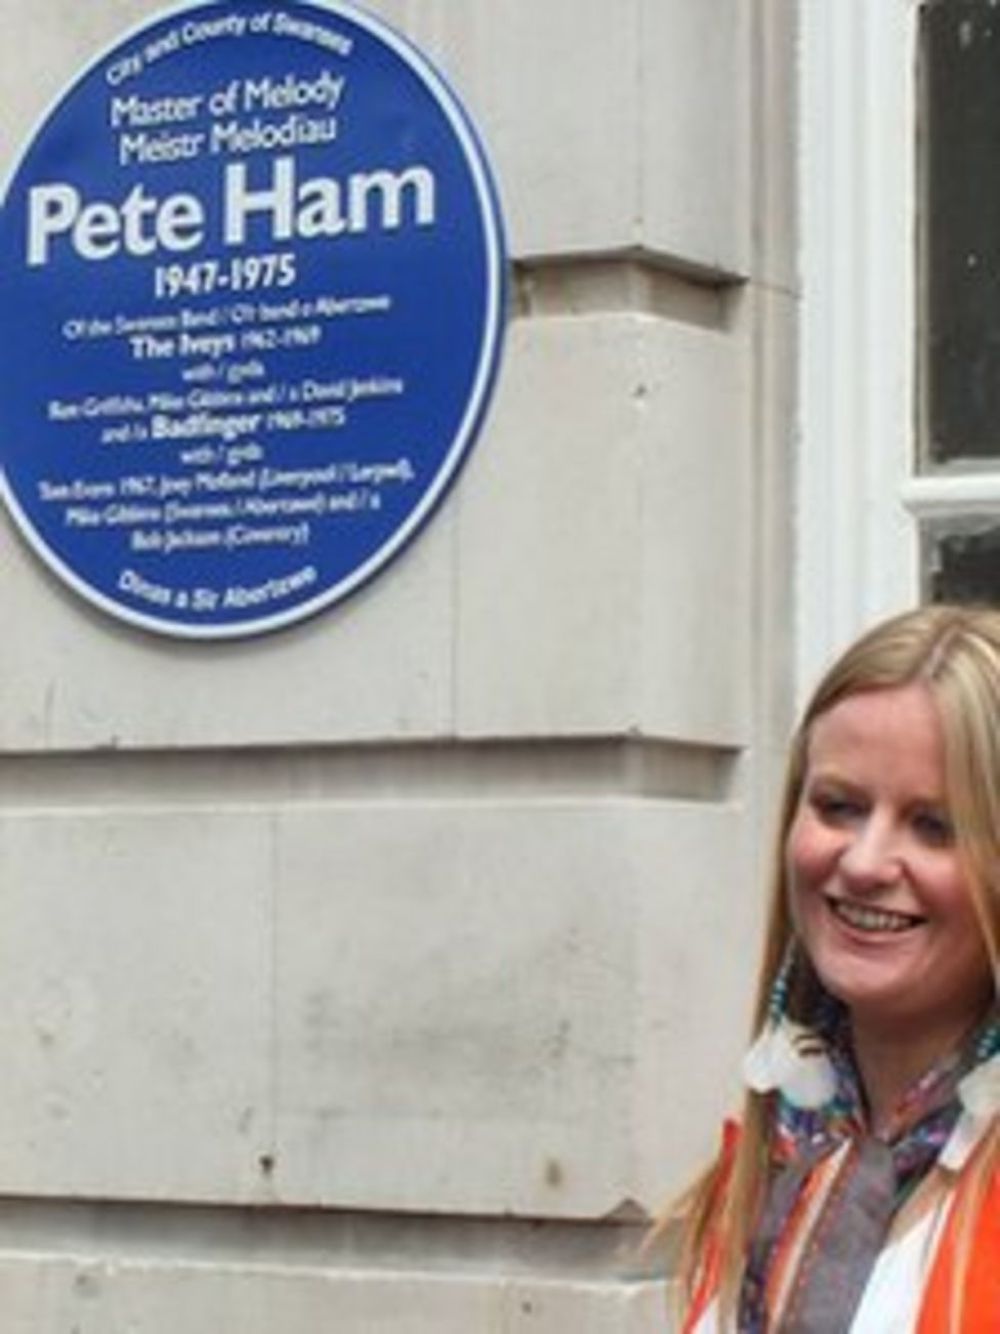 City and County of Swansea
Master of Melody
Meistr Melodiau
Pete Ham
1947-1975
Of the Swansea Band / O'r band o Abertawe
The Iveys 1962-1969
with / gyda
Ron Griffiths, Mike Gibbins and / a David Jenkins
and /a Badfinger 1969-1975
with / gyda
Tom Evans 1967, Joey Molland (Liverpool / Lerpwl),
Mike Gibbins (Swansea / Abertawe) and / a
Bob Jackson (Coventry)
Dinas a Sir Abertawe